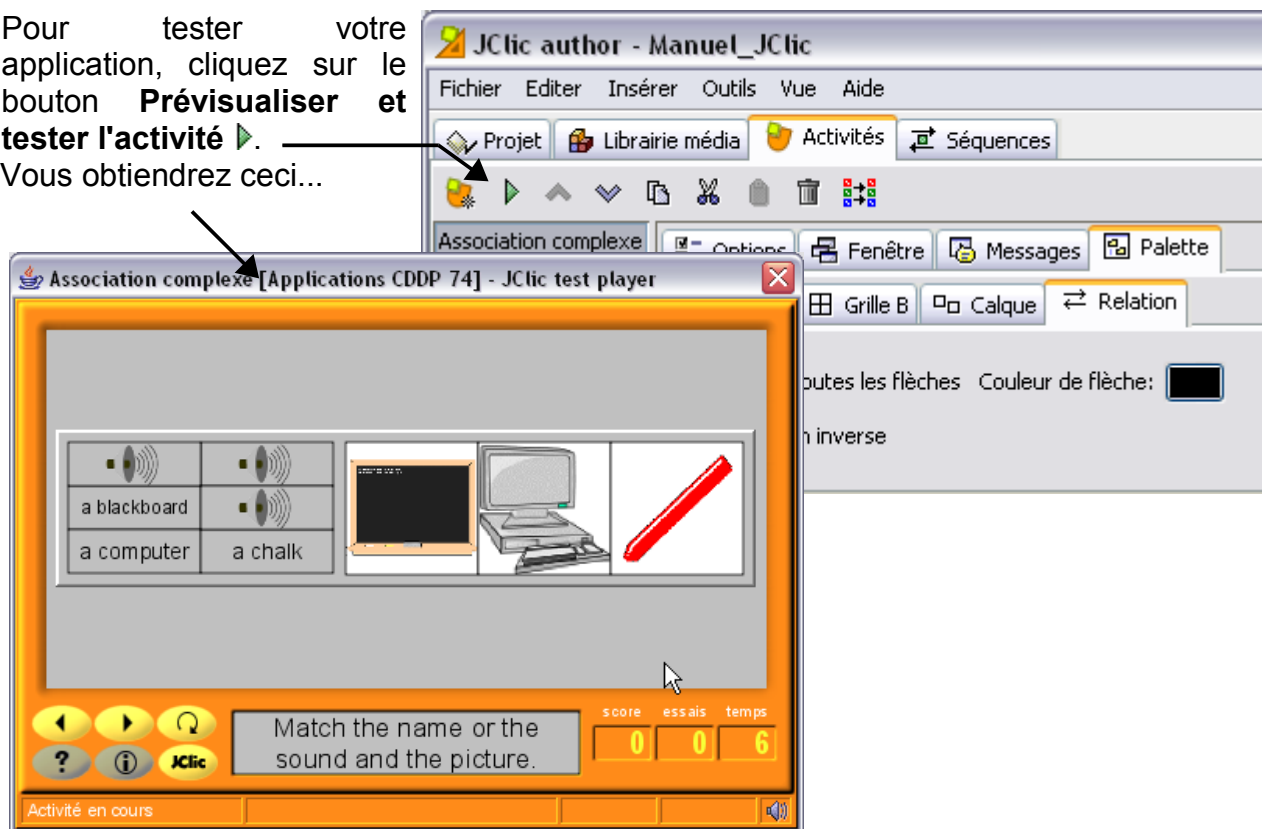 Pour tester votre
application, cliquez sur le
bouton Prévisualiser et
tester l'activité .
Vous obtiendrez ceci...
JClic author - Manuel_JClic
Fichier Editer Insérer Outils Vue Aide
Projet Librairie média Activités Séquences
Association complexe Options Fenêtre Messages Palette
Grille B Calque Relation
outes les flèches Couleur de flèche:
n inverse
Association complexe [Applications CDDP 74] - JClic test player
a blackboard
a computer a chalk
Match the name or the
sound and the picture.
score essais temps
0 0 6
? i JClic
Activité en cours